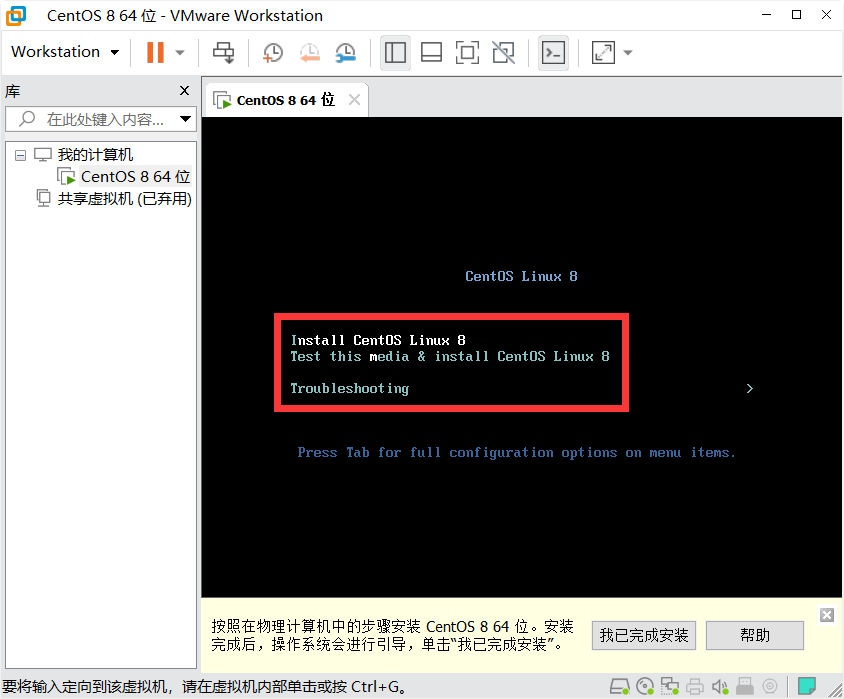 CentOS 8 64 位 - VMware Workstation
Workstation
库
在此处键入内容...
我的计算机
CentOS 8 64 位
共享虚拟机 (已弃用)
CentOS 8 64 位
CentOS Linux 8
Install CentOS Linux 8
Test this media & install CentOS Linux 8
Troubleshooting
Press Tab for full configuration options on menu items.
按照在物理计算机中的步骤安装 CentOS 8 64 位。安装
完成后，操作系统会进行引导，单击“我已完成安装”。
我已完成安装
帮助
要将输入定向到该虚拟机，请在虚拟机内部单击或按 Ctrl+G。